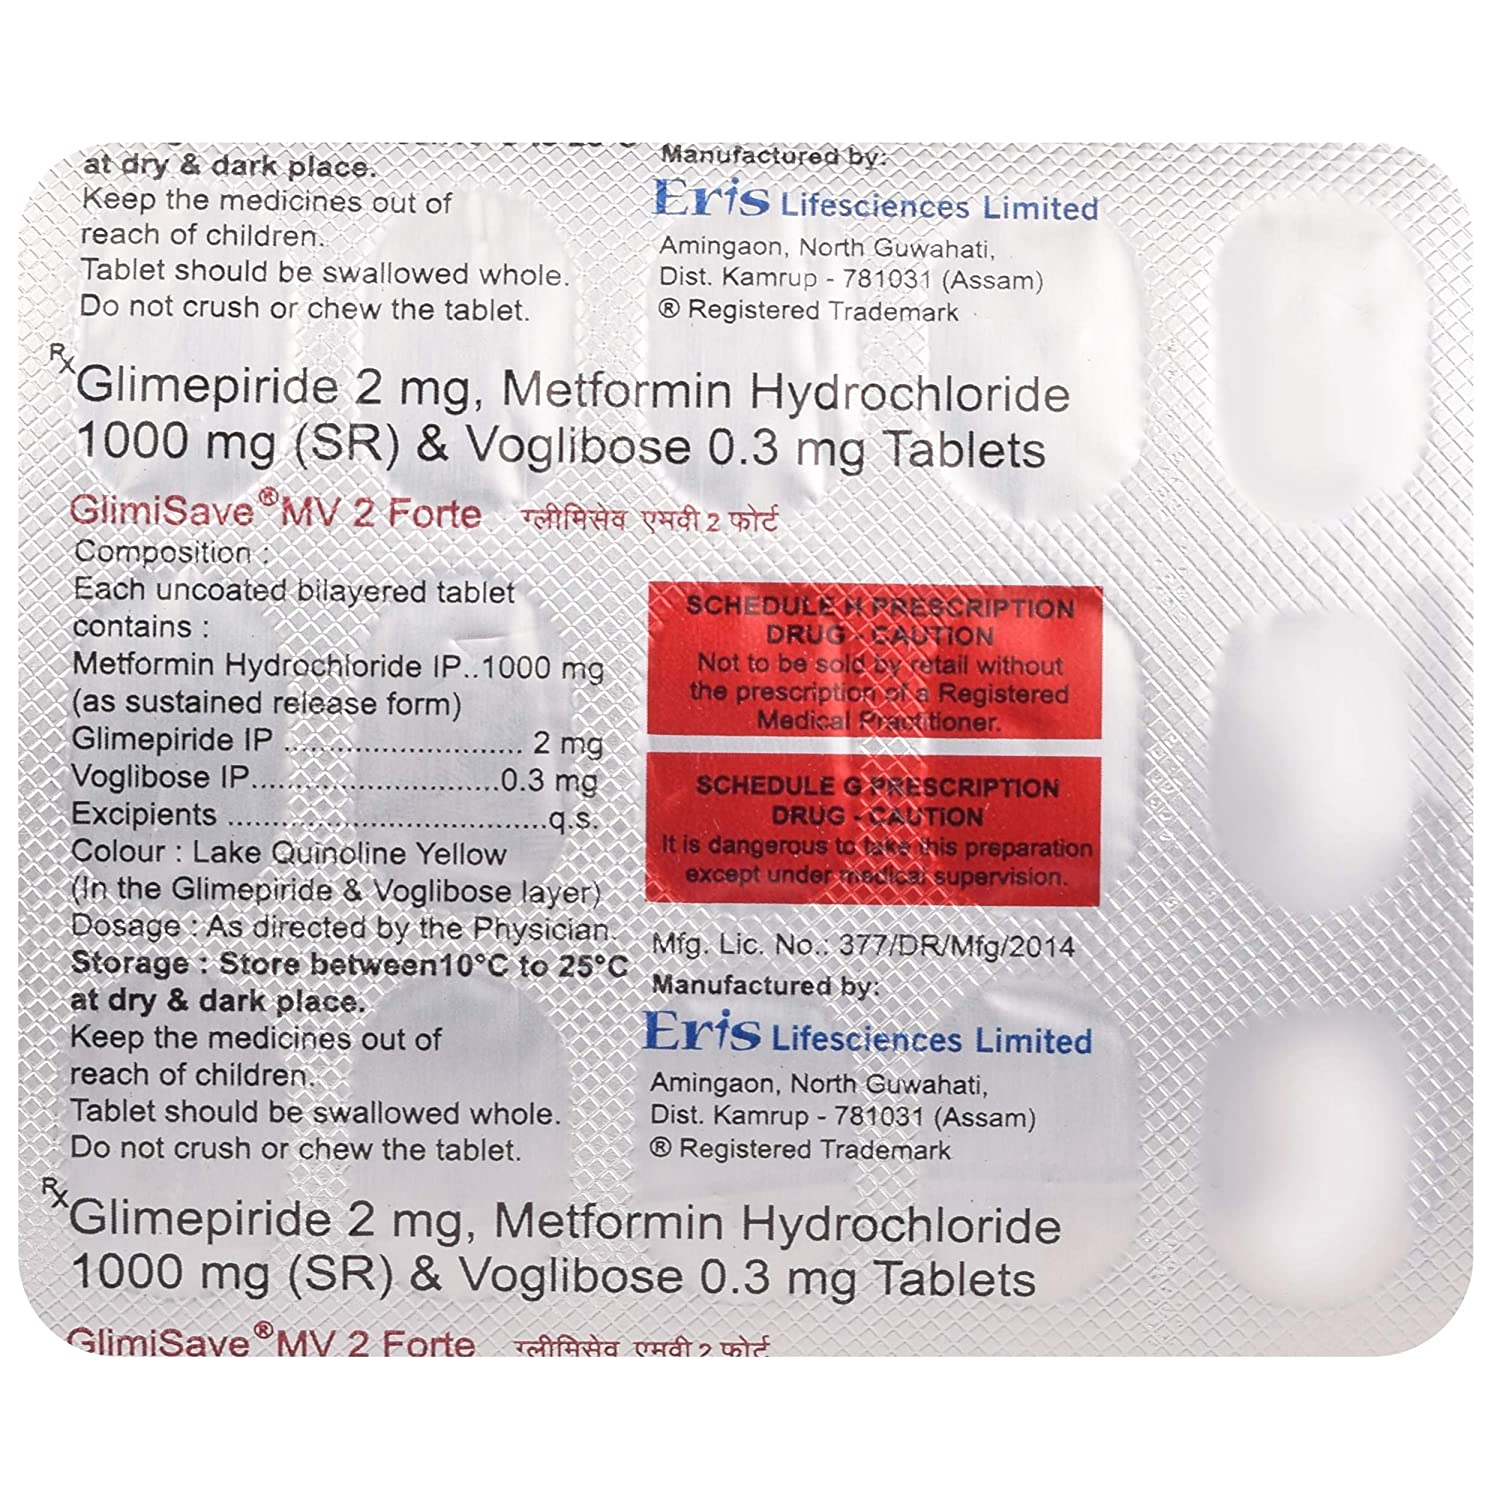 at dry & dark place.
Keep the medicines out of
reach of children.
Tablet should be swallowed whole.
Do not crush or chew the tablet.
Manufactured by:
Eris Lifesciences Limited
Amingaon, North Guwahati,
Dist. Kamrup - 781031 (Assam)
® Registered Trademark
Rx Glimepiride 2 mg, Metformin Hydrochloride
1000 mg (SR) & Voglibose 0.3 mg Tablets
GlimiSave® MV 2 Forte ग्लीमिसेव एमवी 2 फोर्ट
Composition :
Each uncoated bilayered tablet
contains :
Metformin Hydrochloride IP..1000 mg
(as sustained release form)
Glimepiride IP ........................... 2 mg
Voglibose IP............................0.3 mg
Excipients ....................................q.s.
Colour : Lake Quinoline Yellow
(In the Glimepiride & Voglibose layer)
Dosage : As directed by the Physician.
Storage : Store between10°C to 25°C
at dry & dark place.
Keep the medicines out of
reach of children.
Tablet should be swallowed whole.
Do not crush or chew the tablet.
SCHEDULE H PRESCRIPTION
DRUG - CAUTION
Not to be sold by retail without
the prescription of a Registered
Medical Practitioner.
SCHEDULE G PRESCRIPTION
DRUG - CAUTION
It is dangerous to take this preparation
except under medical supervision.
Mfg. Lic. No.: 377/DR/Mfg/2014
Manufactured by:
Eris Lifesciences Limited
Amingaon, North Guwahati,
Dist. Kamrup - 781031 (Assam)
® Registered Trademark
Rx Glimepiride 2 mg, Metformin Hydrochloride
1000 mg (SR) & Voglibose 0.3 mg Tablets
GlimiSave® MV 2 Forte ग्लीमिसेव एमवी 2 फोर्ट